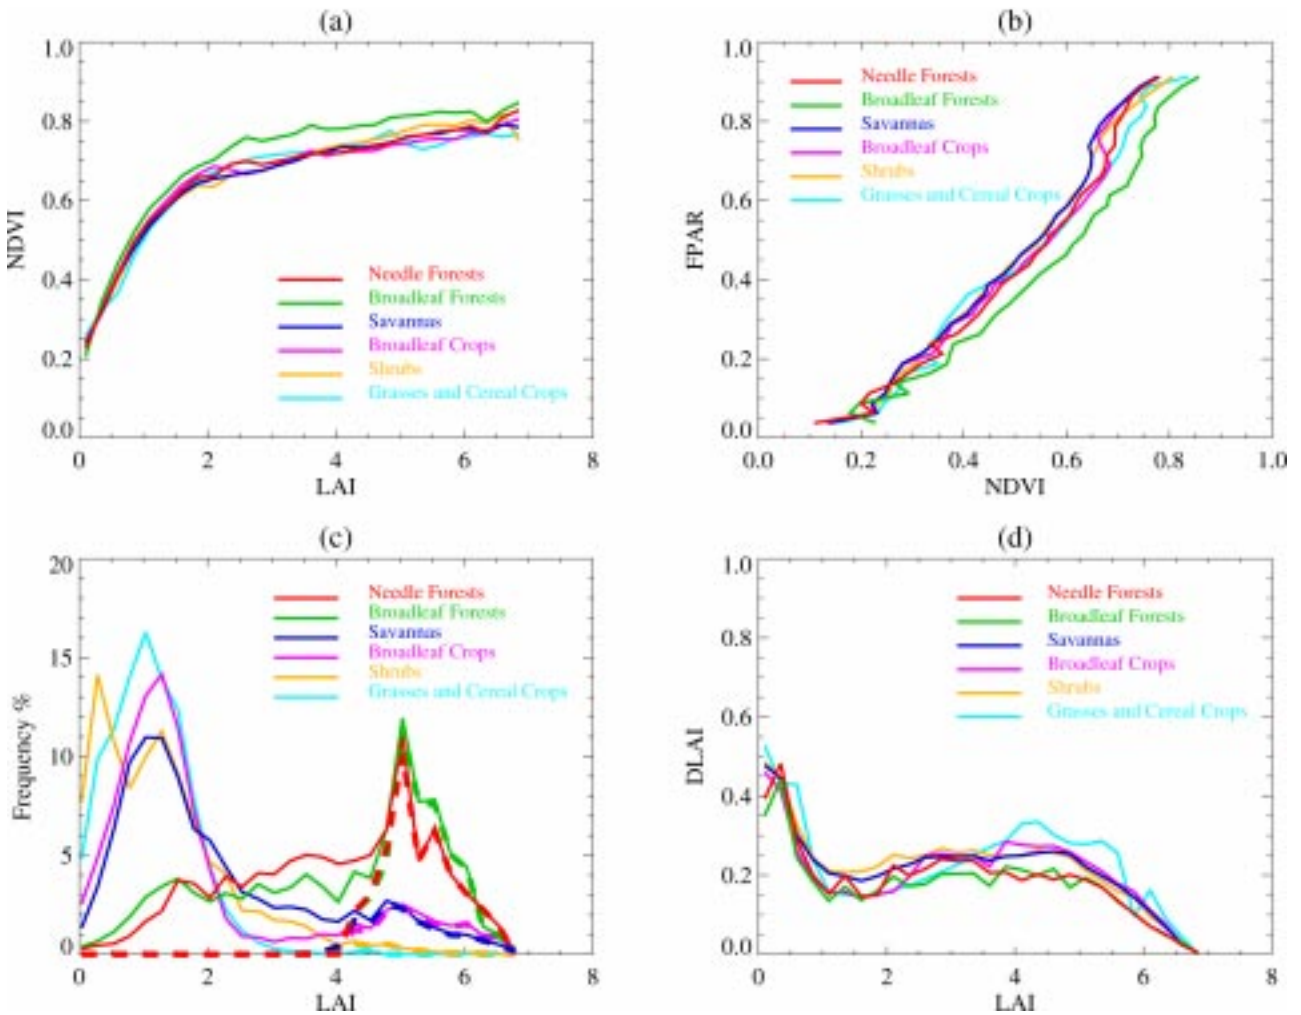 (a)
1.0
0.8
0.6
0.4
0.2
0.0
NDVI
Needle Forests
Broadleaf Forests
Savannas
Broadleaf Crops
Shrubs
Grasses and Cereal Crops
0 2 4 6 8
LAI
(b)
1.0
0.8
0.6
0.4
0.2
0.0
FPAR
Needle Forests
Broadleaf Forests
Savannas
Broadleaf Crops
Shrubs
Grasses and Cereal Crops
0.0 0.2 0.4 0.6 0.8 1.0
NDVI
(c)
20
15
10
5
0
Frequency %
Needle Forests
Broadleaf Forests
Savannas
Broadleaf Crops
Shrubs
Grasses and Cereal Crops
0 2 4 6 8
LAI
(d)
1.0
0.8
0.6
0.4
0.2
0.0
DLAI
Needle Forests
Broadleaf Forests
Savannas
Broadleaf Crops
Shrubs
Grasses and Cereal Crops
0 2 4 6 8
LAI